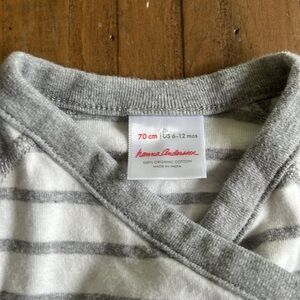 70 cm | US 6-12 mos
hanna andersson
100% ORGANIC COTTON
MADE IN INDIA